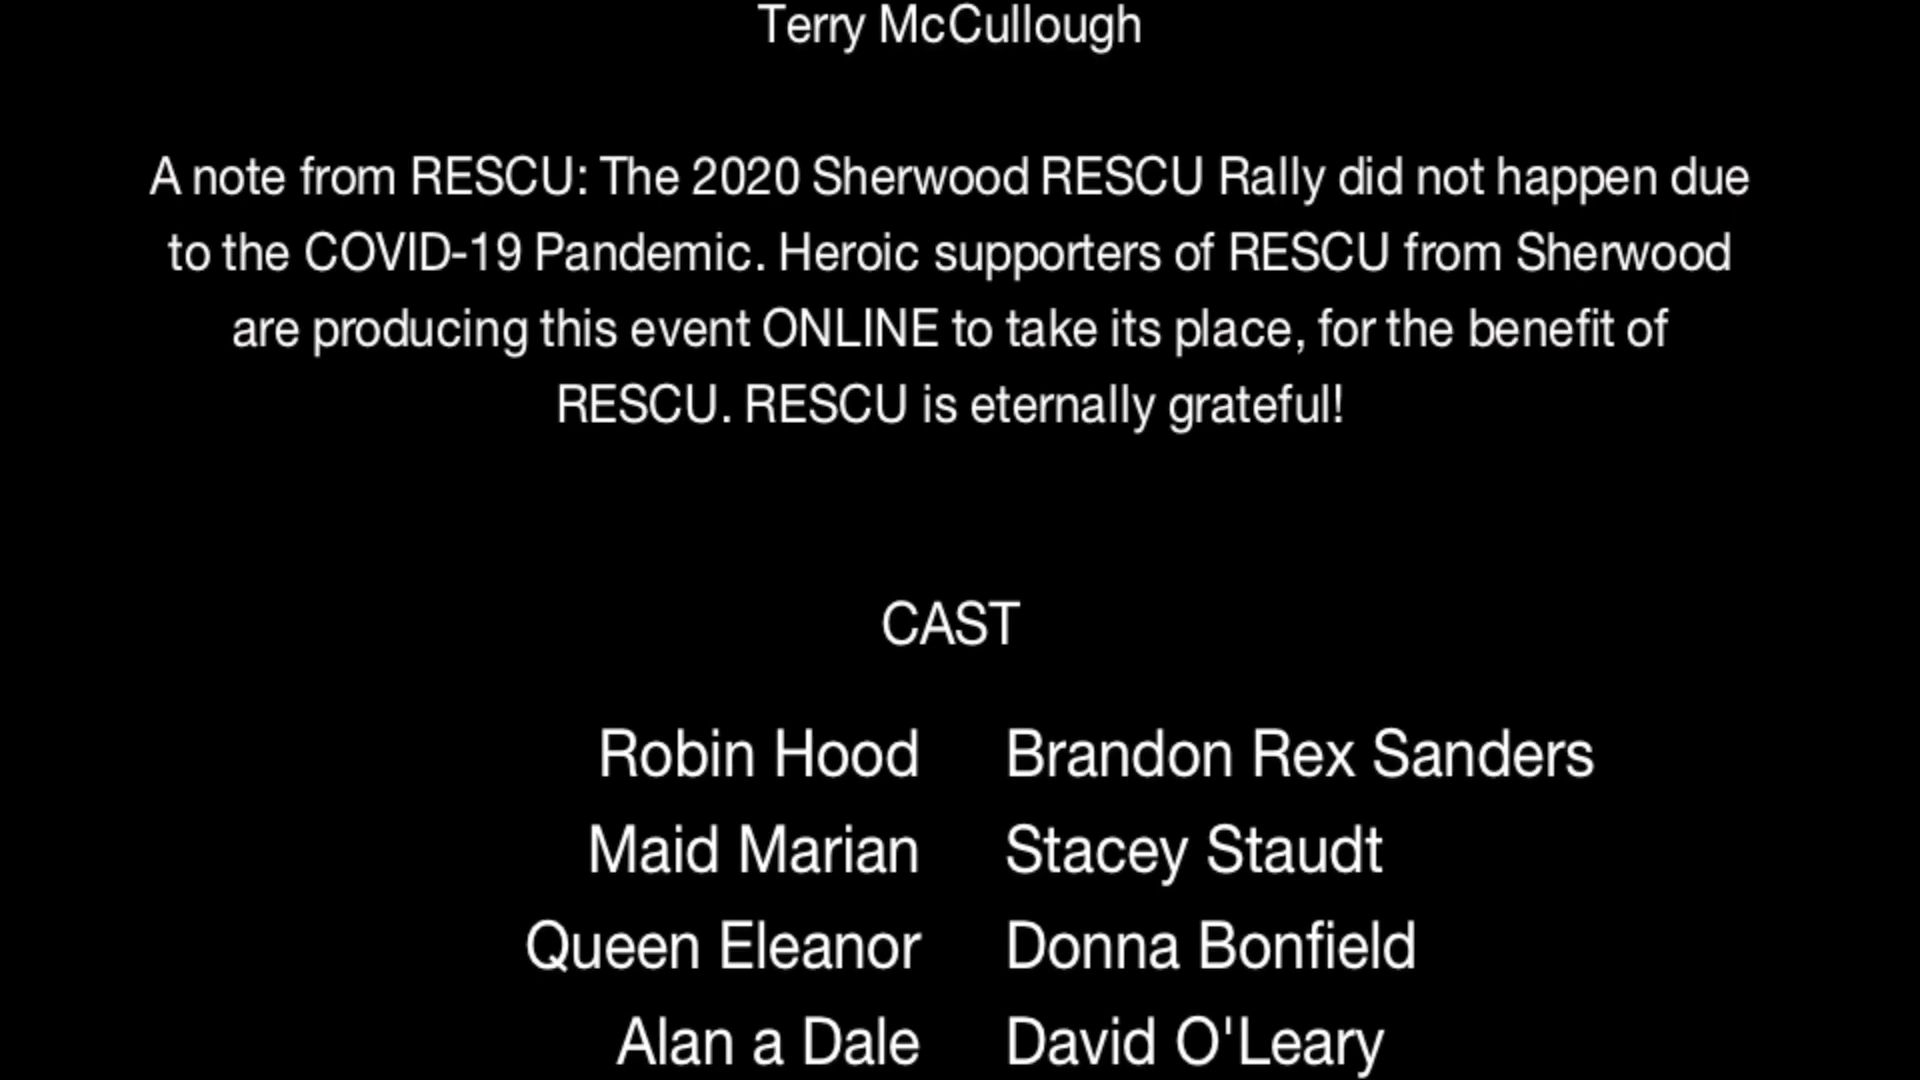 Terry McCullough
A note from RESCU: The 2020 Sherwood RESCU Rally did not happen due
to the COVID-19 Pandemic. Heroic supporters of RESCU from Sherwood
are producing this event ONLINE to take its place, for the benefit of
RESCU. RESCU is eternally grateful!
CAST
Robin Hood Brandon Rex Sanders
Maid Marian Stacey Staudt
Queen Eleanor Donna Bonfield
Alan a Dale David O'Leary